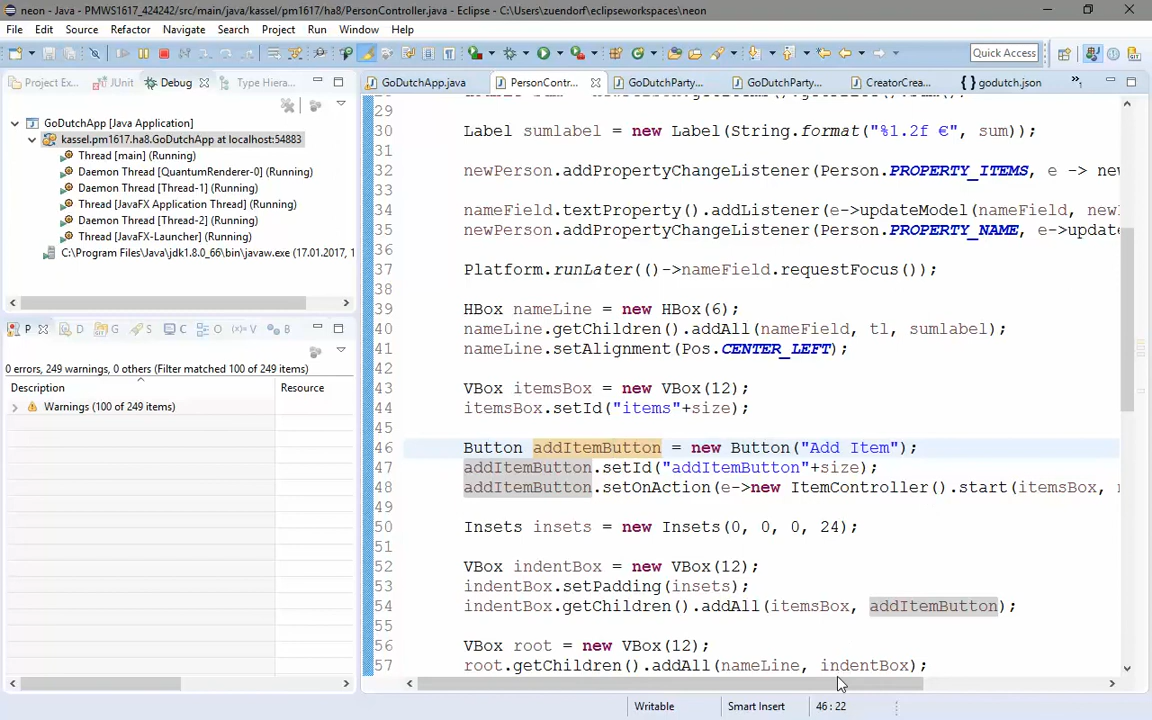 neon - Java - PMWS1617_424242/src/main/java/kassel/pm1617/ha8/PersonController.java - Eclipse - C:\Users\zuendorf\eclipseworkspaces\neon
File Edit Source Refactor Navigate Search Project Run Window Help
Quick Access
Project Ex... JUnit Debug Type Hiera...
GoDutchApp.java PersonContr... GoDutchParty... GoDutchParty... CreatorCrea... { } godutch.json
GoDutchApp [Java Application]
kassel.pm1617.ha8.GoDutchApp at localhost:54883
Thread [main] (Running)
Daemon Thread [QuantumRenderer-0] (Running)
Daemon Thread [Thread-1] (Running)
Thread [JavaFX Application Thread] (Running)
Daemon Thread [Thread-2] (Running)
Thread [JavaFX-Launcher] (Running)
C:\Program Files\Java\jdk1.8.0_66\bin\javaw.exe (17.01.2017, 1
P D G S C O (x)= V B
0 errors, 249 warnings, 0 others (Filter matched 100 of 249 items)
Description Resource
Warnings (100 of 249 items)
29
30 Label sumlabel = new Label(String.format("%1.2f €", sum));
31
32 newPerson.addPropertyChangeListener(Person.PROPERTY_ITEMS, e -> new
33
34 nameField.textProperty().addListener(e->updateModel(nameField, new
35 newPerson.addPropertyChangeListener(Person.PROPERTY_NAME, e->update
36
37 Platform.runLater(()->nameField.requestFocus());
38
39 HBox nameLine = new HBox(6);
40 nameLine.getChildren().addAll(nameField, tl, sumlabel);
41 nameLine.setAlignment(Pos.CENTER_LEFT);
42
43 VBox itemsBox = new VBox(12);
44 itemsBox.setId("items"+size);
45
46 Button addItemButton = new Button("Add Item");
47 addItemButton.setId("addItemButton"+size);
48 addItemButton.setOnAction(e->new ItemController().start(itemsBox,
49
50 Insets insets = new Insets(0, 0, 0, 24);
51
52 VBox indentBox = new VBox(12);
53 indentBox.setPadding(insets);
54 indentBox.getChildren().addAll(itemsBox, addItemButton);
55
56 VBox root = new VBox(12);
57 root.getChildren().addAll(nameLine, indentBox);
Writable Smart Insert 46 : 22